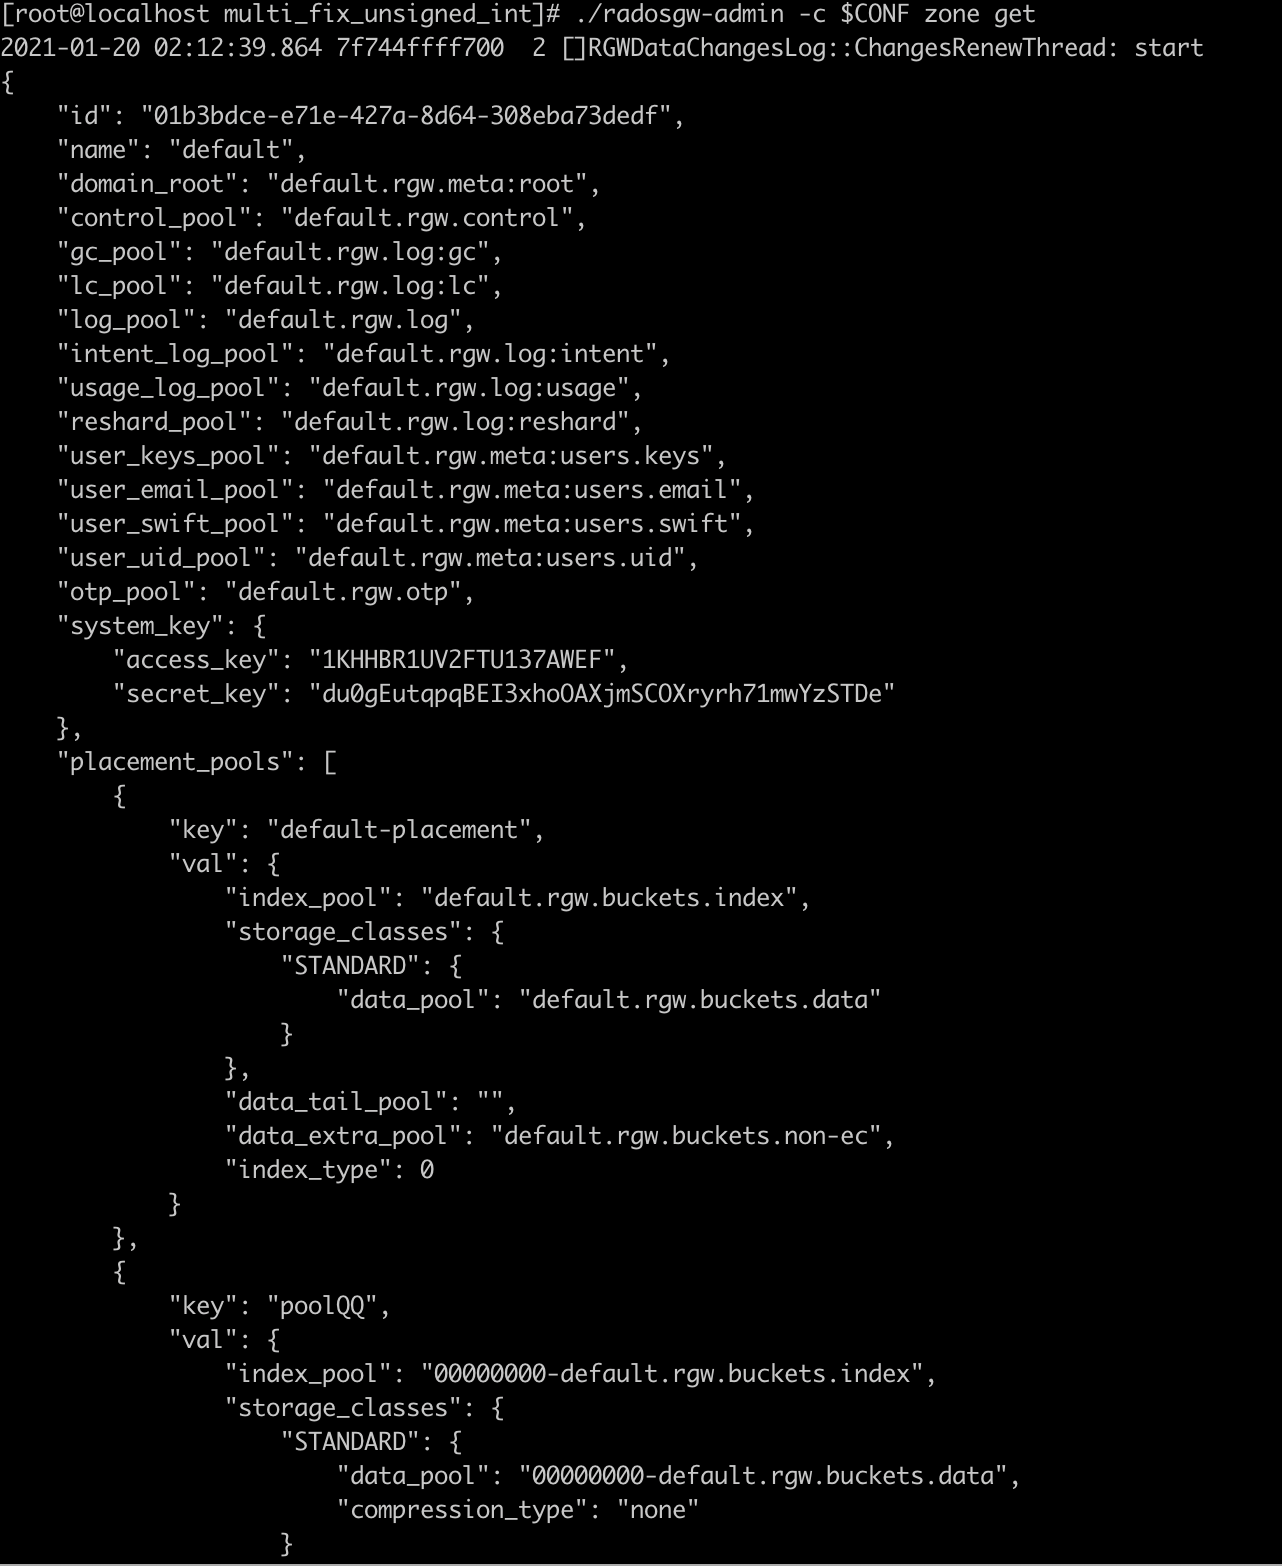 [root@localhost multi_fix_unsigned_int]# ./radosgw-admin -c $CONF zone get
2021-01-20 02:12:39.864 7f744ffff700  2 []RGWDataChangesLog::ChangesRenewThread: start
{
    "id": "01b3bdce-e71e-427a-8d64-308eba73dedf",
    "name": "default",
    "domain_root": "default.rgw.meta:root",
    "control_pool": "default.rgw.control",
    "gc_pool": "default.rgw.log:gc",
    "lc_pool": "default.rgw.log:lc",
    "log_pool": "default.rgw.log",
    "intent_log_pool": "default.rgw.log:intent",
    "usage_log_pool": "default.rgw.log:usage",
    "reshard_pool": "default.rgw.log:reshard",
    "user_keys_pool": "default.rgw.meta:users.keys",
    "user_email_pool": "default.rgw.meta:users.email",
    "user_swift_pool": "default.rgw.meta:users.swift",
    "user_uid_pool": "default.rgw.meta:users.uid",
    "otp_pool": "default.rgw.otp",
    "system_key": {
        "access_key": "1KHHBR1UV2FTU137AWEF",
        "secret_key": "du0gEutqpqBEI3xhoOAXjmSCOXryrh71mwYzSTDe"
    },
    "placement_pools": [
        {
            "key": "default-placement",
            "val": {
                "index_pool": "default.rgw.buckets.index",
                "storage_classes": {
                    "STANDARD": {
                        "data_pool": "default.rgw.buckets.data"
                    }
                },
                "data_tail_pool": "",
                "data_extra_pool": "default.rgw.buckets.non-ec",
                "index_type": 0
            }
        },
        {
            "key": "poolQQ",
            "val": {
                "index_pool": "00000000-default.rgw.buckets.index",
                "storage_classes": {
                    "STANDARD": {
                        "data_pool": "00000000-default.rgw.buckets.data",
                        "compression_type": "none"
                    }